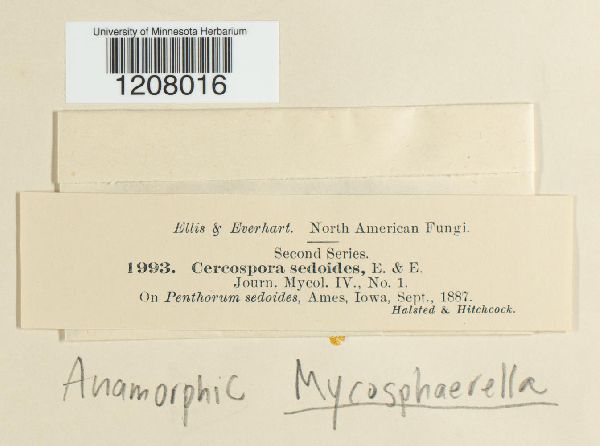 University of Minnesota Herbarium
1208016
Ellis & Everhart. North American Fungi.
Second Series.
1993. Cercospora sedoides, E. & E.
Journ. Mycol. IV., No. 1.
On Penthorum sedoides, Ames, Iowa, Sept., 1887.
Halsted & Hitchcock.
Anamorphic Mycosphaerella